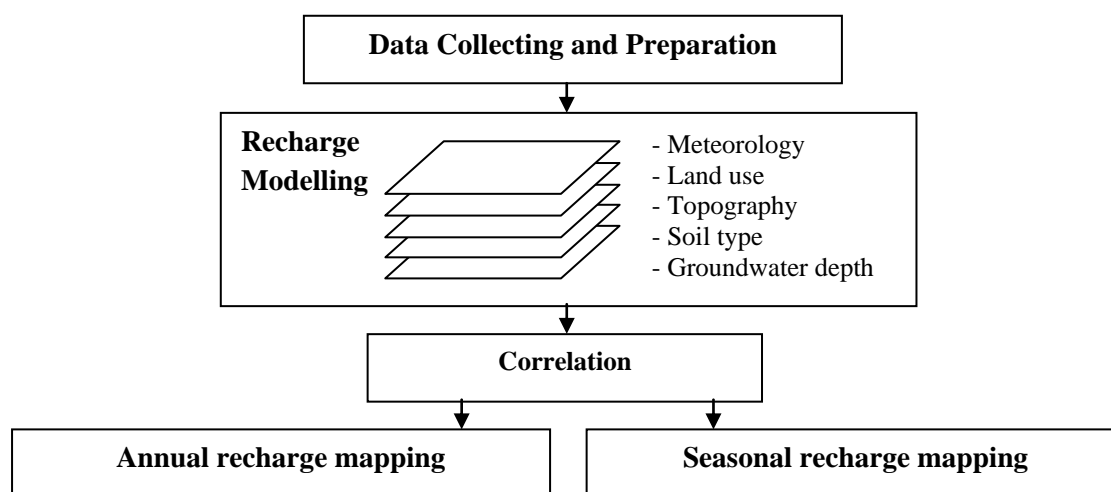 Data Collecting and Preparation
Recharge
Modelling
- Meteorology
- Land use
- Topography
- Soil type
- Groundwater depth
Correlation
Annual recharge mapping
Seasonal recharge mapping